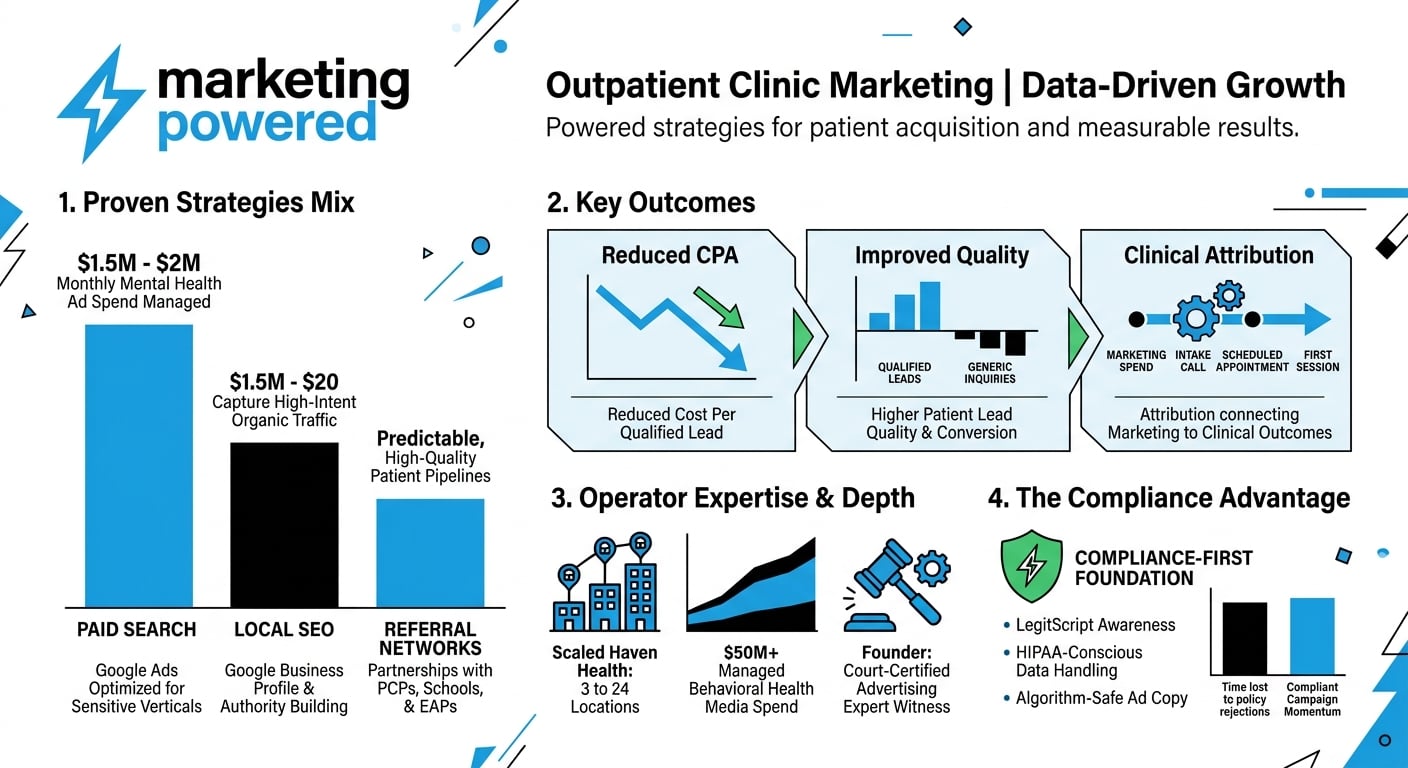 marketing
powered
Outpatient Clinic Marketing | Data-Driven Growth
Powered strategies for patient acquisition and measurable results.
1. Proven Strategies Mix
$1.5M - $2M
Monthly Mental Health
Ad Spend Managed
$1.5M - $20
Capture High-Intent
Organic Traffic
Predictable,
High-Quality
Patient Pipelines
PAID SEARCH
Google Ads
Optimized for
Sensitive Verticals
LOCAL SEO
Google Business
Profile &
Authority Building
REFERRAL
NETWORKS
Partnerships with
PCPs, Schools,
& EAPs
2. Key Outcomes
Reduced CPA
Reduced Cost Per
Qualified Lead
Improved Quality
QUALIFIED
LEADS
GENERIC
INQUIRIES
Higher Patient Lead
Quality & Conversion
Clinical Attribution
MARKETING
SPEND
INTAKE
CALL
SCHEDULED
APPOINTMENT
FIRST
SESSION
Attribution connecting
Marketing to Clinical Outcomes
3. Operator Expertise & Depth
Scaled Haven
Health:
3 to 24
Locations
$50M+
Managed
Behavioral Health
Media Spend
Founder:
Court-Certified
Advertising
Expert Witness
4. The Compliance Advantage
COMPLIANCE-FIRST
FOUNDATION
• LegitScript Awareness
• HIPAA-Conscious
Data Handling
• Algorithm-Safe Ad Copy
Time lost
to policy
rejections
Compliant
Campaign
Momentum